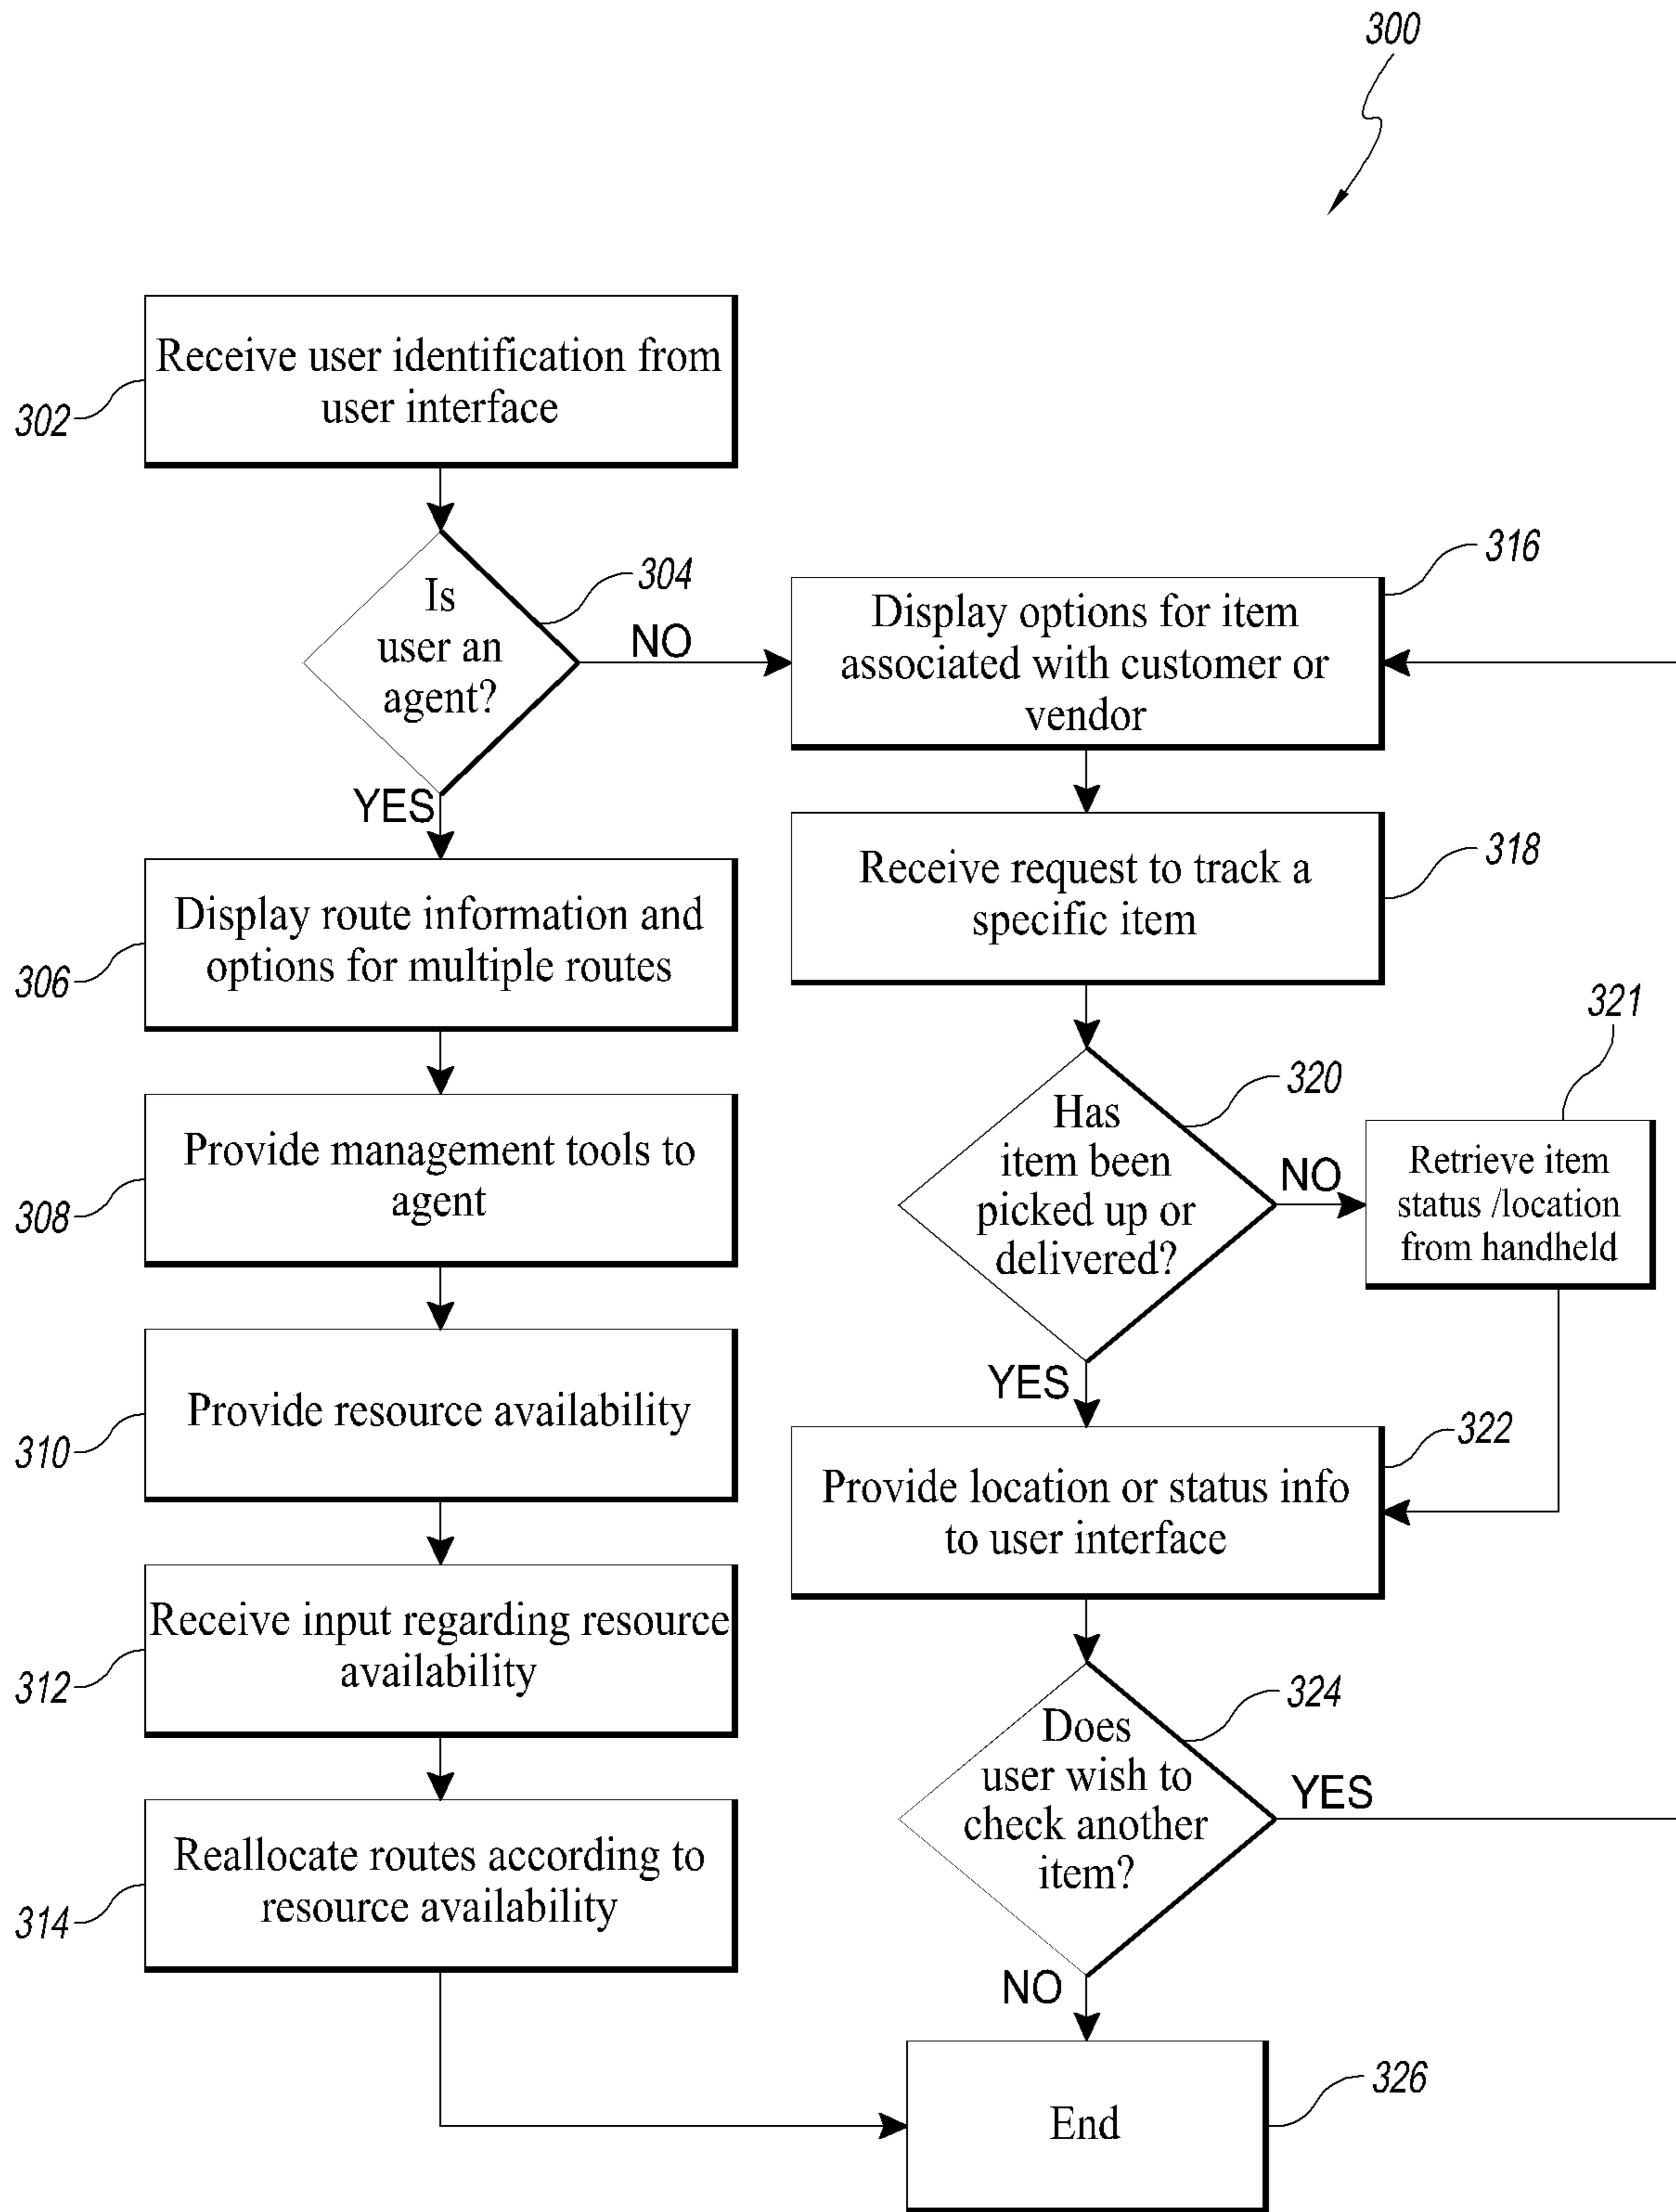 300
Receive user identification from
user interface
302
Is
user an
agent?
304
NO
YES
Display route information and
options for multiple routes
306
Provide management tools to
agent
308
Provide resource availability
310
Receive input regarding resource
availability
312
Reallocate routes according to
resource availability
314
Display options for item
associated with customer or
vendor
316
Receive request to track a
specific item
318
Has
item been
picked up or
delivered?
320
NO
YES
321
Retrieve item
status /location
from handheld
Provide location or status info
to user interface
322
Does
user wish to
check another
item?
324
YES
NO
End
326